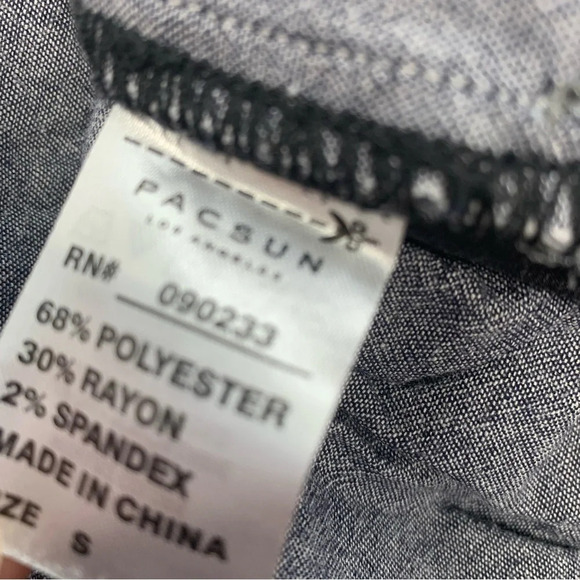 PACSUN
LOS ANGELES
RN# 090233
68% POLYESTER
30% RAYON
2% SPANDEX
MADE IN CHINA
ZE S